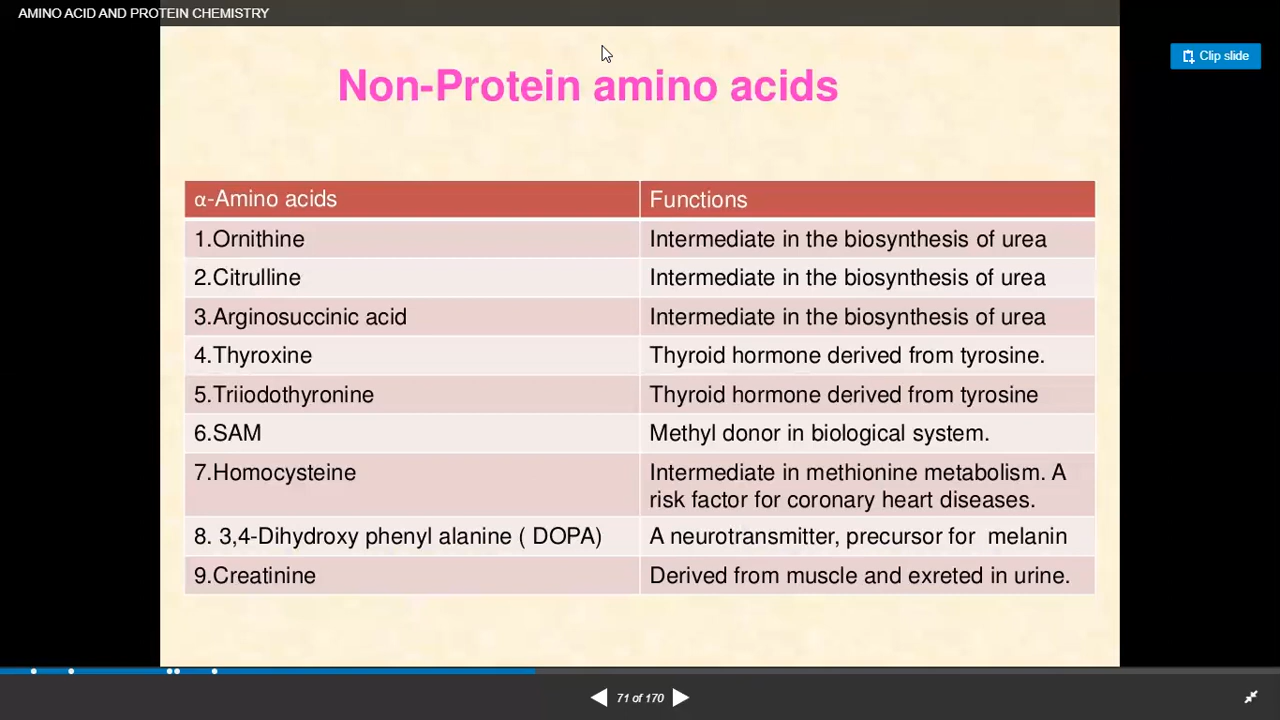 AMINO ACID AND PROTEIN CHEMISTRY
Clip slide
Non-Protein amino acids
α-Amino acids Functions
1.Ornithine Intermediate in the biosynthesis of urea
2.Citrulline Intermediate in the biosynthesis of urea
3.Arginosuccinic acid Intermediate in the biosynthesis of urea
4.Thyroxine Thyroid hormone derived from tyrosine.
5.Triiodothyronine Thyroid hormone derived from tyrosine
6.SAM Methyl donor in biological system.
7.Homocysteine Intermediate in methionine metabolism. A
risk factor for coronary heart diseases.
8. 3,4-Dihydroxy phenyl alanine ( DOPA) A neurotransmitter, precursor for melanin
9.Creatinine Derived from muscle and exreted in urine.
71 of 170